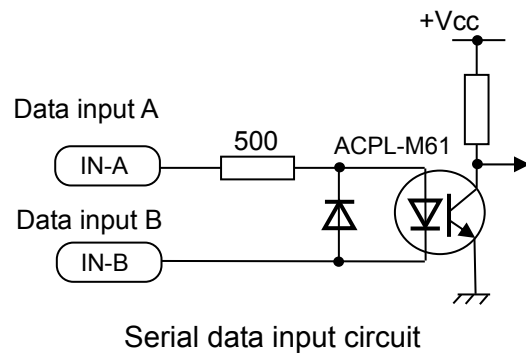 +Vcc
Data input A
500
ACPL-M61
IN-A
Data input B
IN-B
Serial data input circuit